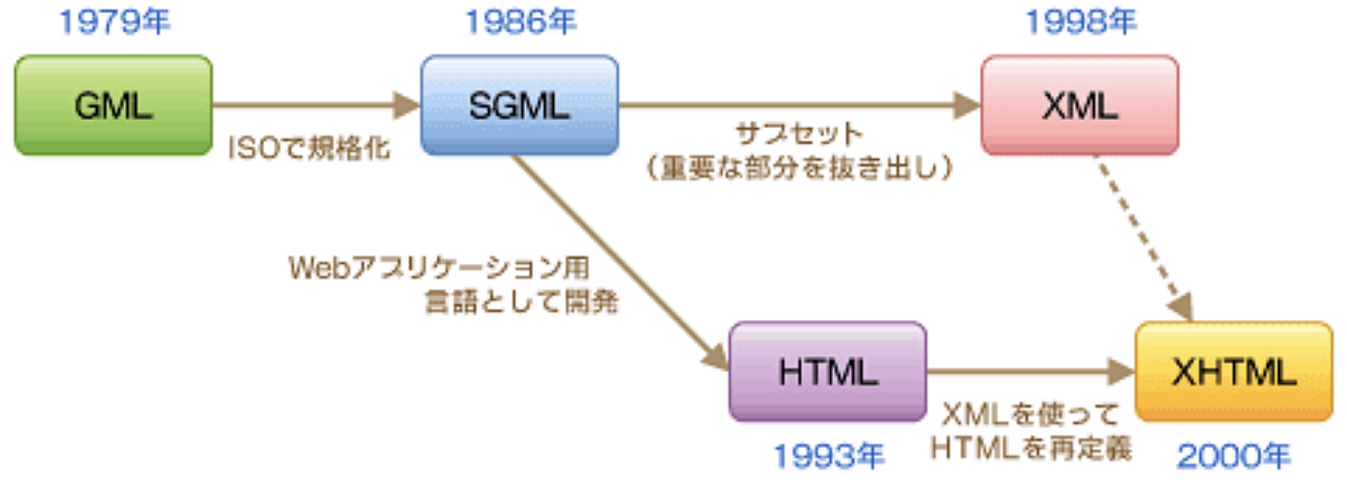 1979年
1986年
1998年
GML
SGML
XML
ISOで規格化
サブセット
（重要な部分を抜き出し）
Webアプリケーション用
言語として開発
HTML
XHTML
XMLを使って
HTMLを再定義
1993年
2000年